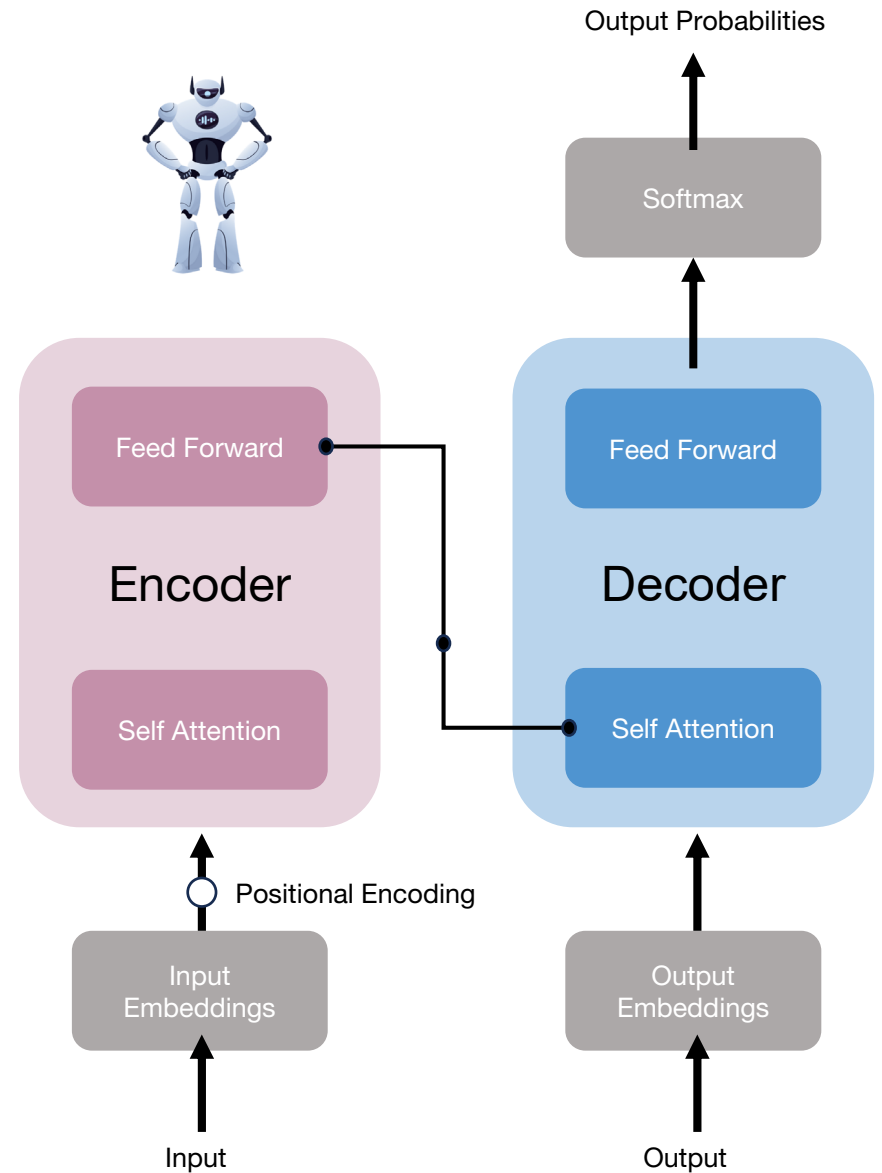 Output Probabilities
Softmax
Feed Forward
Feed Forward
Encoder
Decoder
Self Attention
Self Attention
Positional Encoding
Input
Embeddings
Output
Embeddings
Input
Output